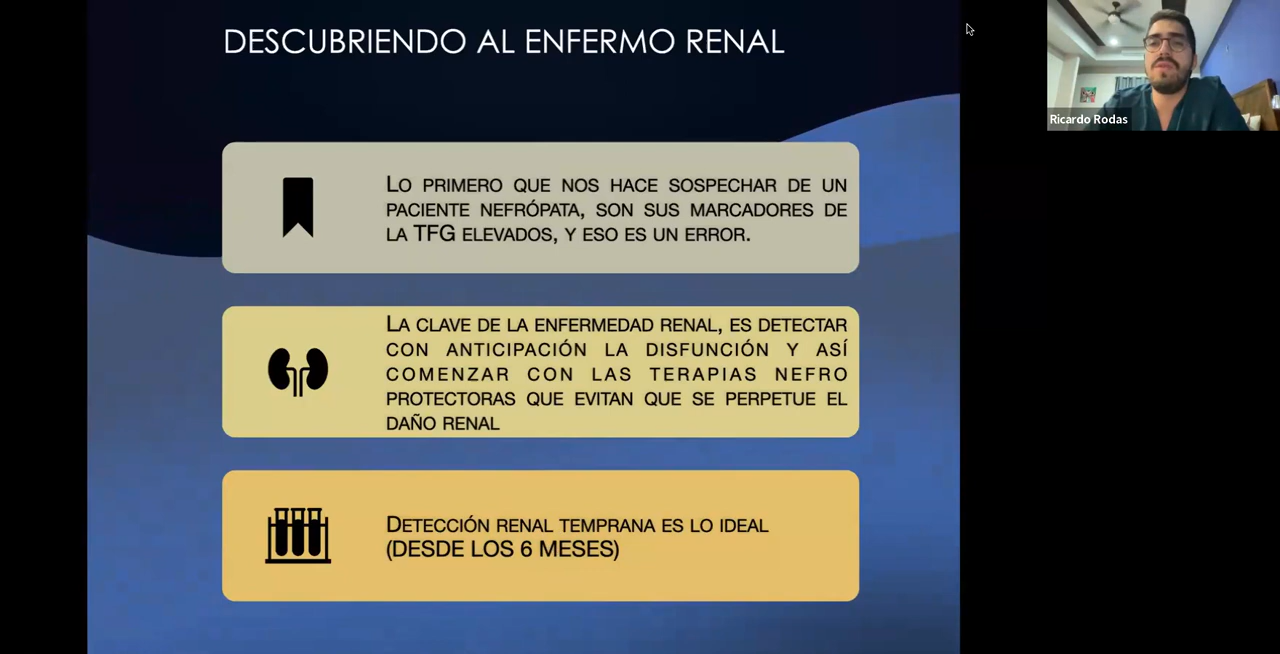 DESCUBRIENDO AL ENFERMO RENAL
Ricardo Rodas
LO PRIMERO QUE NOS HACE SOSPECHAR DE UN
PACIENTE NEFRÓPATA, SON SUS MARCADORES DE
LA TFG ELEVADOS, Y ESO ES UN ERROR.
LA CLAVE DE LA ENFERMEDAD RENAL, ES DETECTAR
CON ANTICIPACIÓN LA DISFUNCIÓN Y ASÍ
COMENZAR CON LAS TERAPIAS NEFRO
PROTECTORAS QUE EVITAN QUE SE PERPETUE EL
DAÑO RENAL
DETECCIÓN RENAL TEMPRANA ES LO IDEAL
(DESDE LOS 6 MESES)